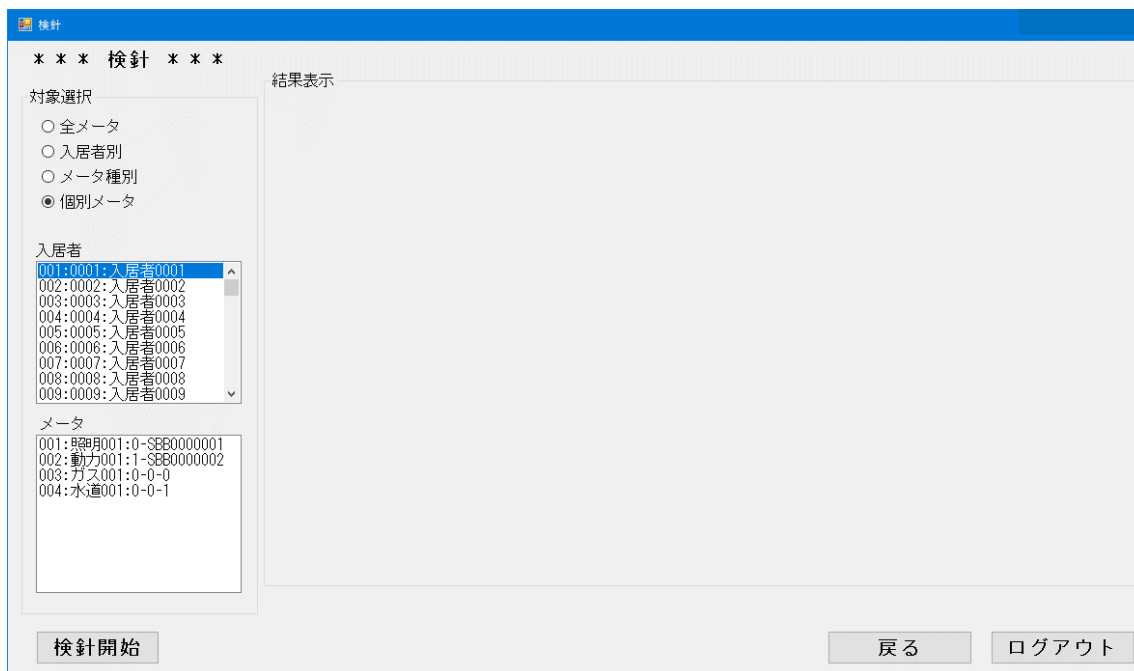 検針
＊＊＊ 検針 ＊＊＊
対象選択
全メータ
入居者別
メータ種別
個別メータ
入居者
001:0001:入居者0001
002:0002:入居者0002
003:0003:入居者0003
004:0004:入居者0004
005:0005:入居者0005
006:0006:入居者0006
007:0007:入居者0007
008:0008:入居者0008
009:0009:入居者0009
メータ
001:照明001:0-SBB0000001
002:動力001:1-SBB0000002
003:ガス001:0-0-0
004:水道001:0-0-1
結果表示
検針開始
戻る
ログアウト